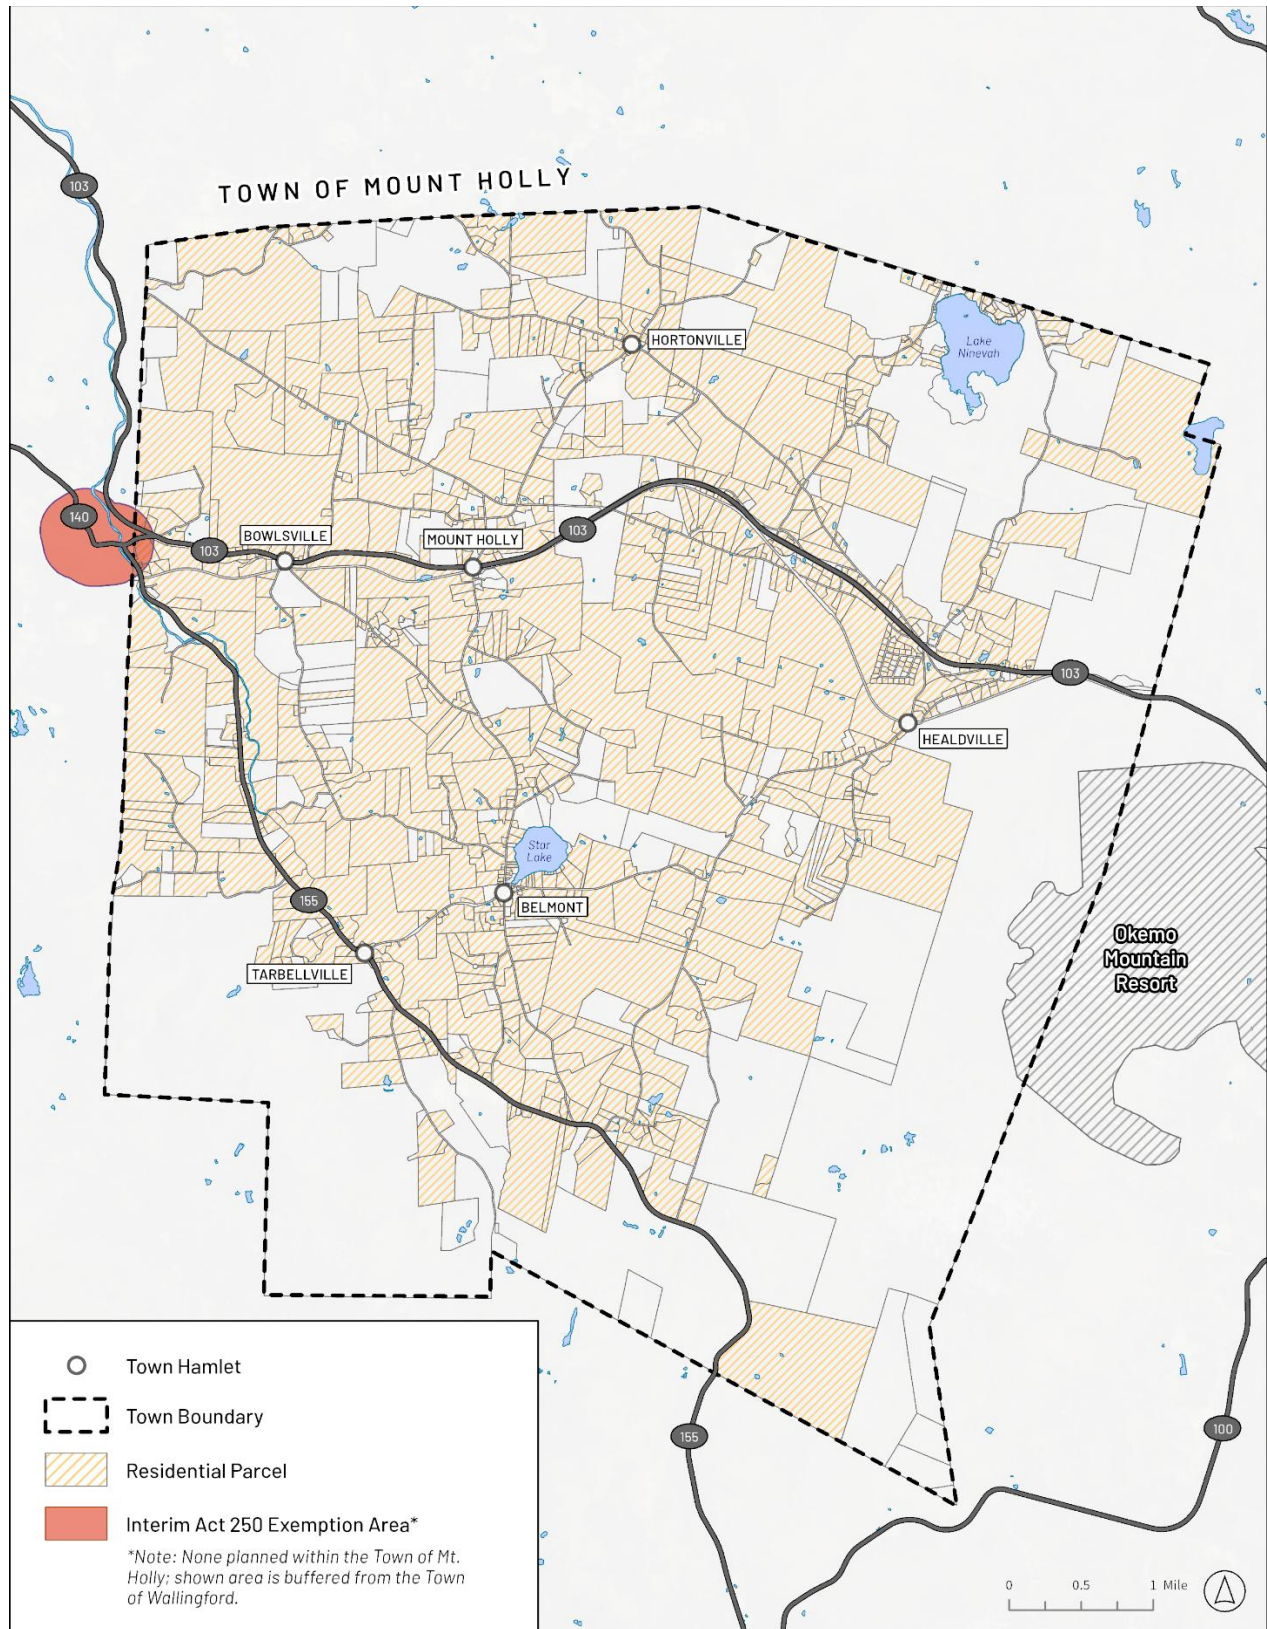 103
TOWN OF MOUNT HOLLY
HORTONVILLE
Lake
Ninevah
140
103
BOWLSVILLE
MOUNT HOLLY
103
103
HEALDVILLE
Star
Lake
155
BELMONT
TARBELLVILLE
Okemo
Mountain
Resort
155
100
Town Hamlet
Town Boundary
Residential Parcel
Interim Act 250 Exemption Area*
*Note: None planned within the Town of Mt.
Holly; shown area is buffered from the Town
of Wallingford.
0 0.5 1 Mile